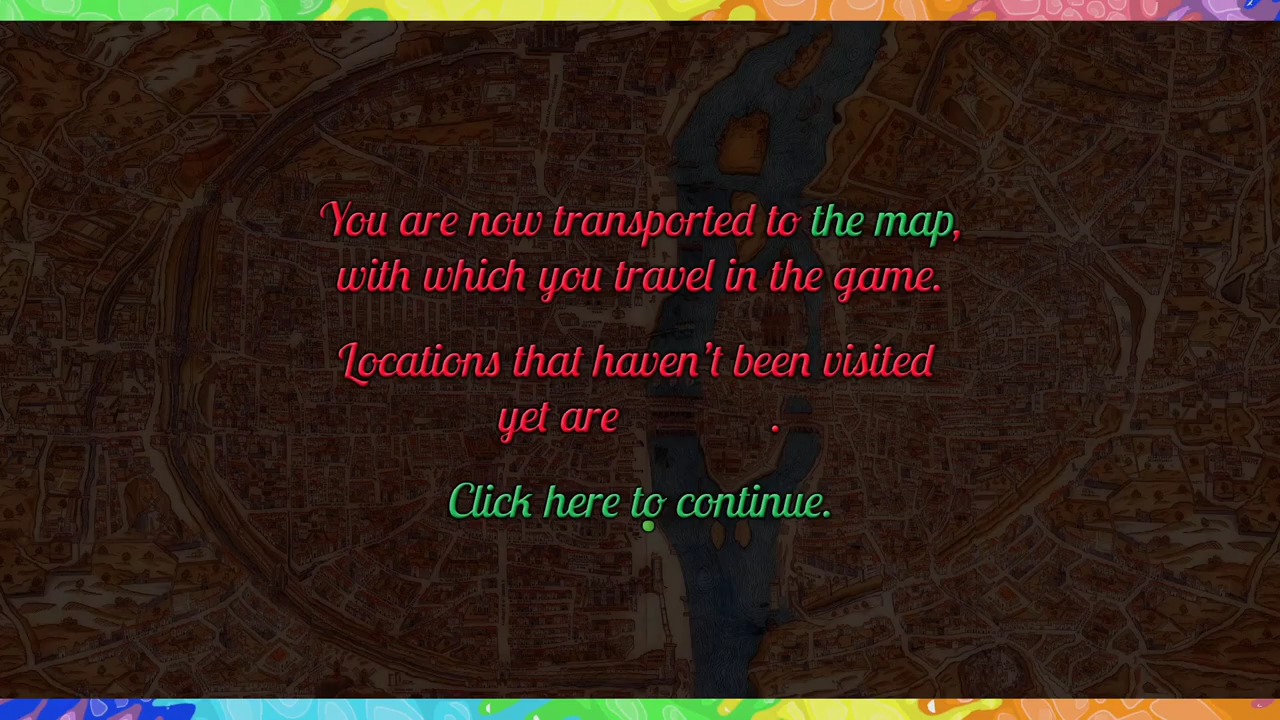 You are now transported to the map,
with which you travel in the game.
Locations that haven't been visited
yet are .
Click here to continue.